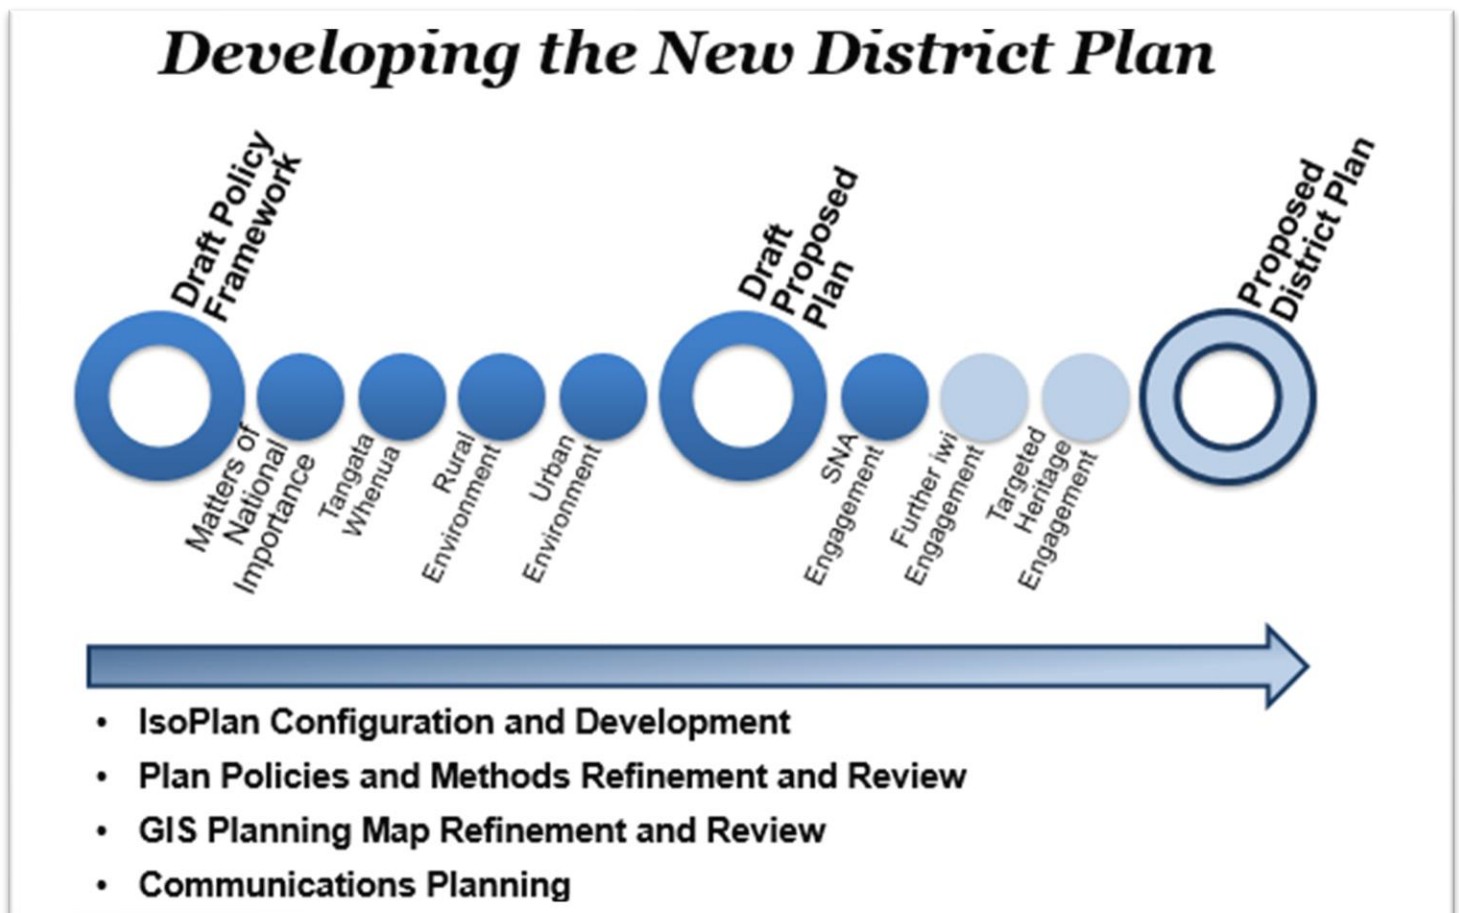 Developing the New District Plan
Draft Policy
Framework
Draft
Proposed
Plan
Proposed
District Plan
Matters of
National
Importance
Tangata
Whenua
Rural
Environment
Urban
Environment
SNA
Engagement
Further iwi
Engagement
Targeted
Heritage
Engagement
• IsoPlan Configuration and Development
• Plan Policies and Methods Refinement and Review
• GIS Planning Map Refinement and Review
• Communications Planning